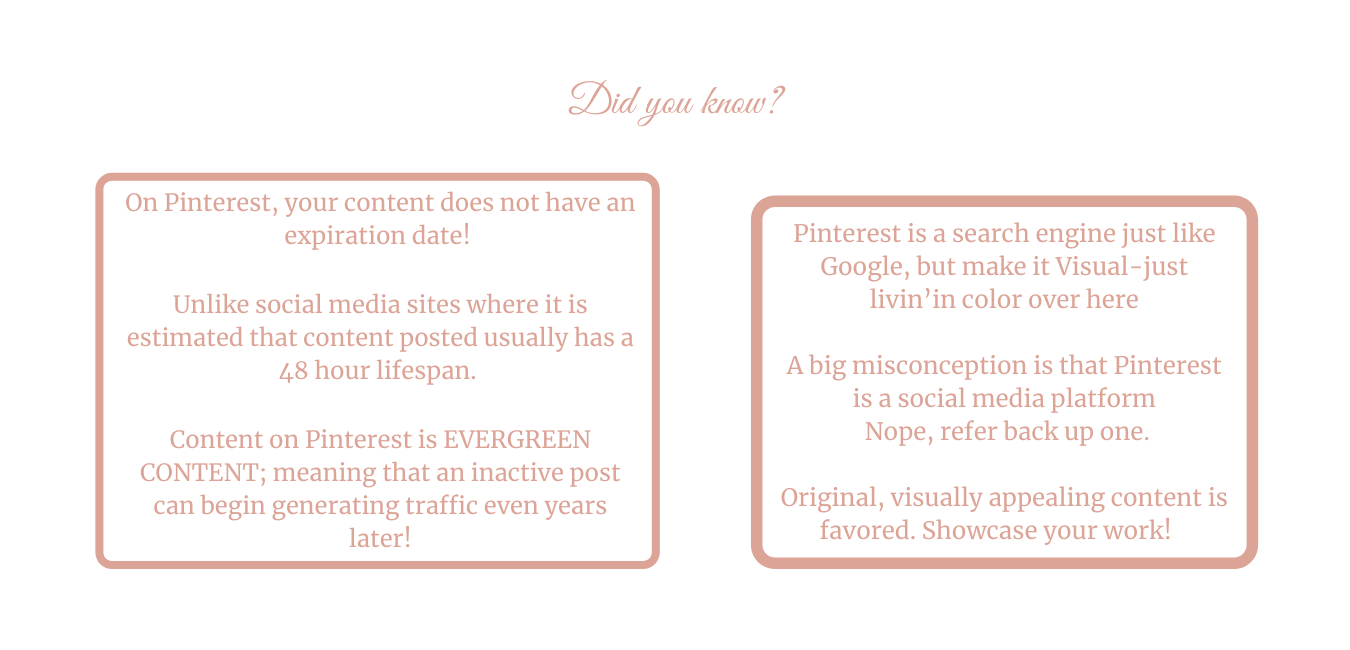 Did you know?
On Pinterest, your content does not have an
expiration date!
Unlike social media sites where it is
estimated that content posted usually has a
48 hour lifespan.
Content on Pinterest is EVERGREEN
CONTENT; meaning that an inactive post
can begin generating traffic even years
later!
Pinterest is a search engine just like
Google, but make it Visual-just
livin’in color over here
A big misconception is that Pinterest
is a social media platform
Nope, refer back up one.
Original, visually appealing content is
favored. Showcase your work!